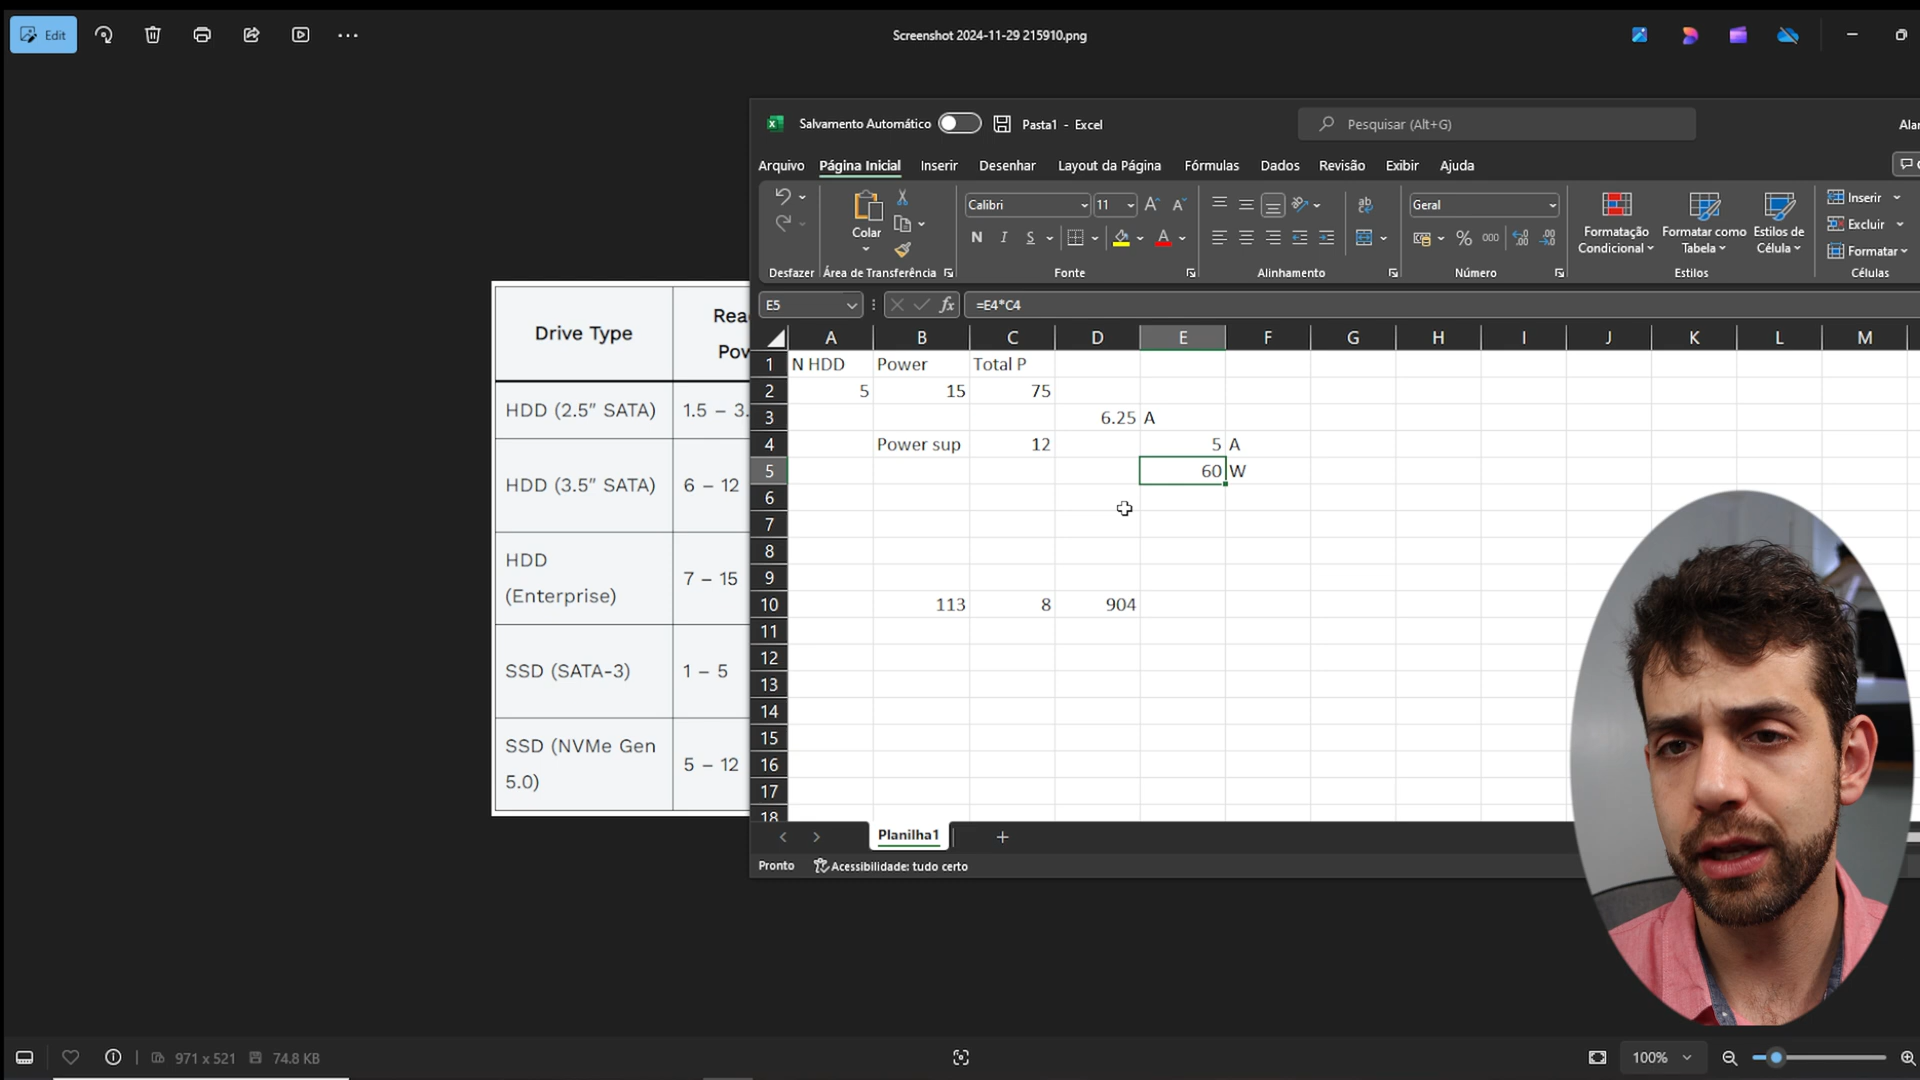 Edit
Screenshot 2024-11-29 215910.png
Salvamento Automático
Pasta1 - Excel
Pesquisar (Alt+G)
Arquivo Página Inicial Inserir Desenhar Layout da Página Fórmulas Dados Revisão Exibir Ajuda
Colar
Calibri 11
Geral
N I S
Formatação Condicional
Formatar como Tabela
Estilos de Célula
Inserir
Excluir
Formatar
Desfazer Área de Transferência Fonte Alinhamento Número Estilos Células
E5 fx =E4*C4
A B C D E F G H I J K L M
1 N HDD Power Total P
2 5 15 75
3 6.25 A
4 Power sup 12 5 A
5 60 W
6
7
8
9
10 113 8 904
11
12
13
14
15
16
17
18
Planilha1
Pronto Acessibilidade: tudo certo
Drive Type
HDD (2.5” SATA) 1.5 – 3.
HDD (3.5” SATA) 6 – 12
HDD
(Enterprise) 7 – 15
SSD (SATA-3) 1 – 5
SSD (NVMe Gen
5.0) 5 – 12
971 x 521 74.8 KB
100%